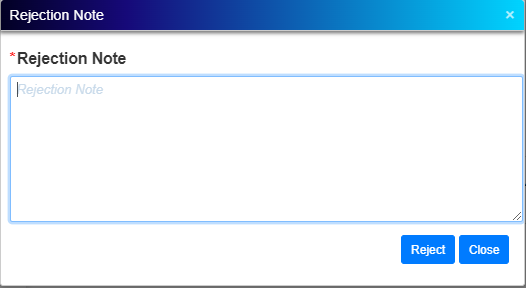 Rejection Note ×
*Rejection Note
Rejection Note
Reject Close